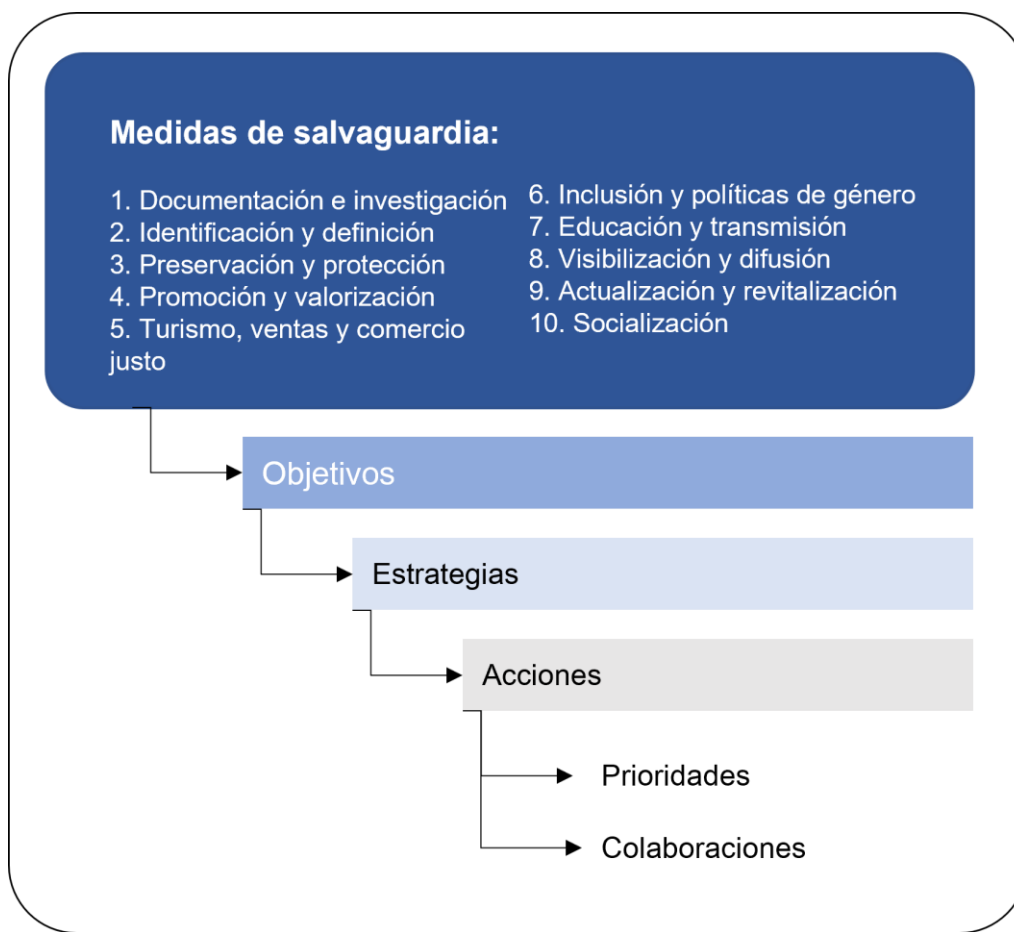 Medidas de salvaguardia:
1. Documentación e investigación
2. Identificación y definición
3. Preservación y protección
4. Promoción y valorización
5. Turismo, ventas y comercio
justo
6. Inclusión y políticas de género
7. Educación y transmisión
8. Visibilización y difusión
9. Actualización y revitalización
10. Socialización
Objetivos
Estrategias
Acciones
Prioridades
Colaboraciones